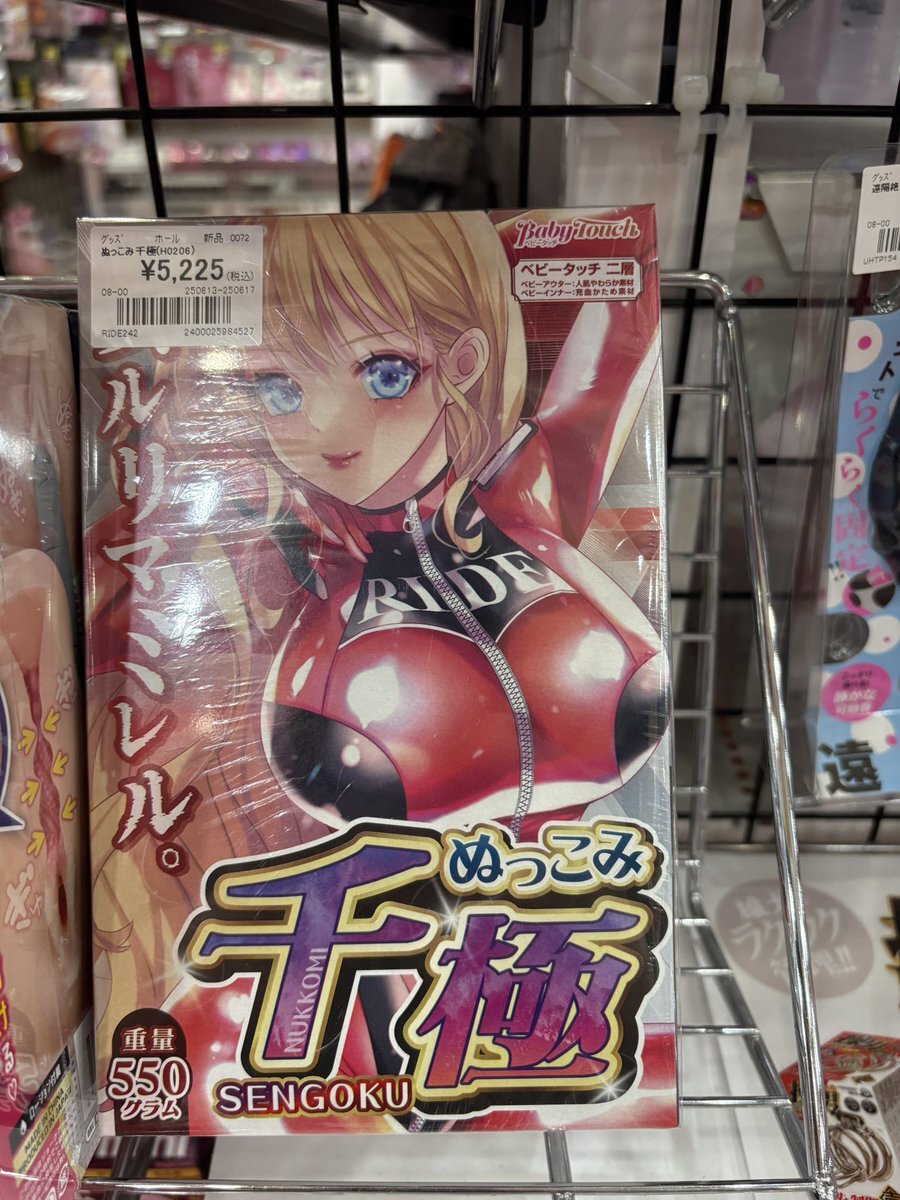 グッズ ホール 新品 0072
ぬっこみ千極(H0206)
¥5,225(税込)
08-00 250613-250617
RIDE242 2400025984527
Baby Touch
ベビータッチ
ベビータッチ 二層
ベビーアウター:人肌やわらか素材
ベビーインナー:充血かため素材
ルリマミレル。
RIDE
ぬっこみ
千極
NUKKOMI
SENGOKU
重量
550
グラム
グッズ
遠隔絶
08-00
UHTP154
らくらく固定
遠